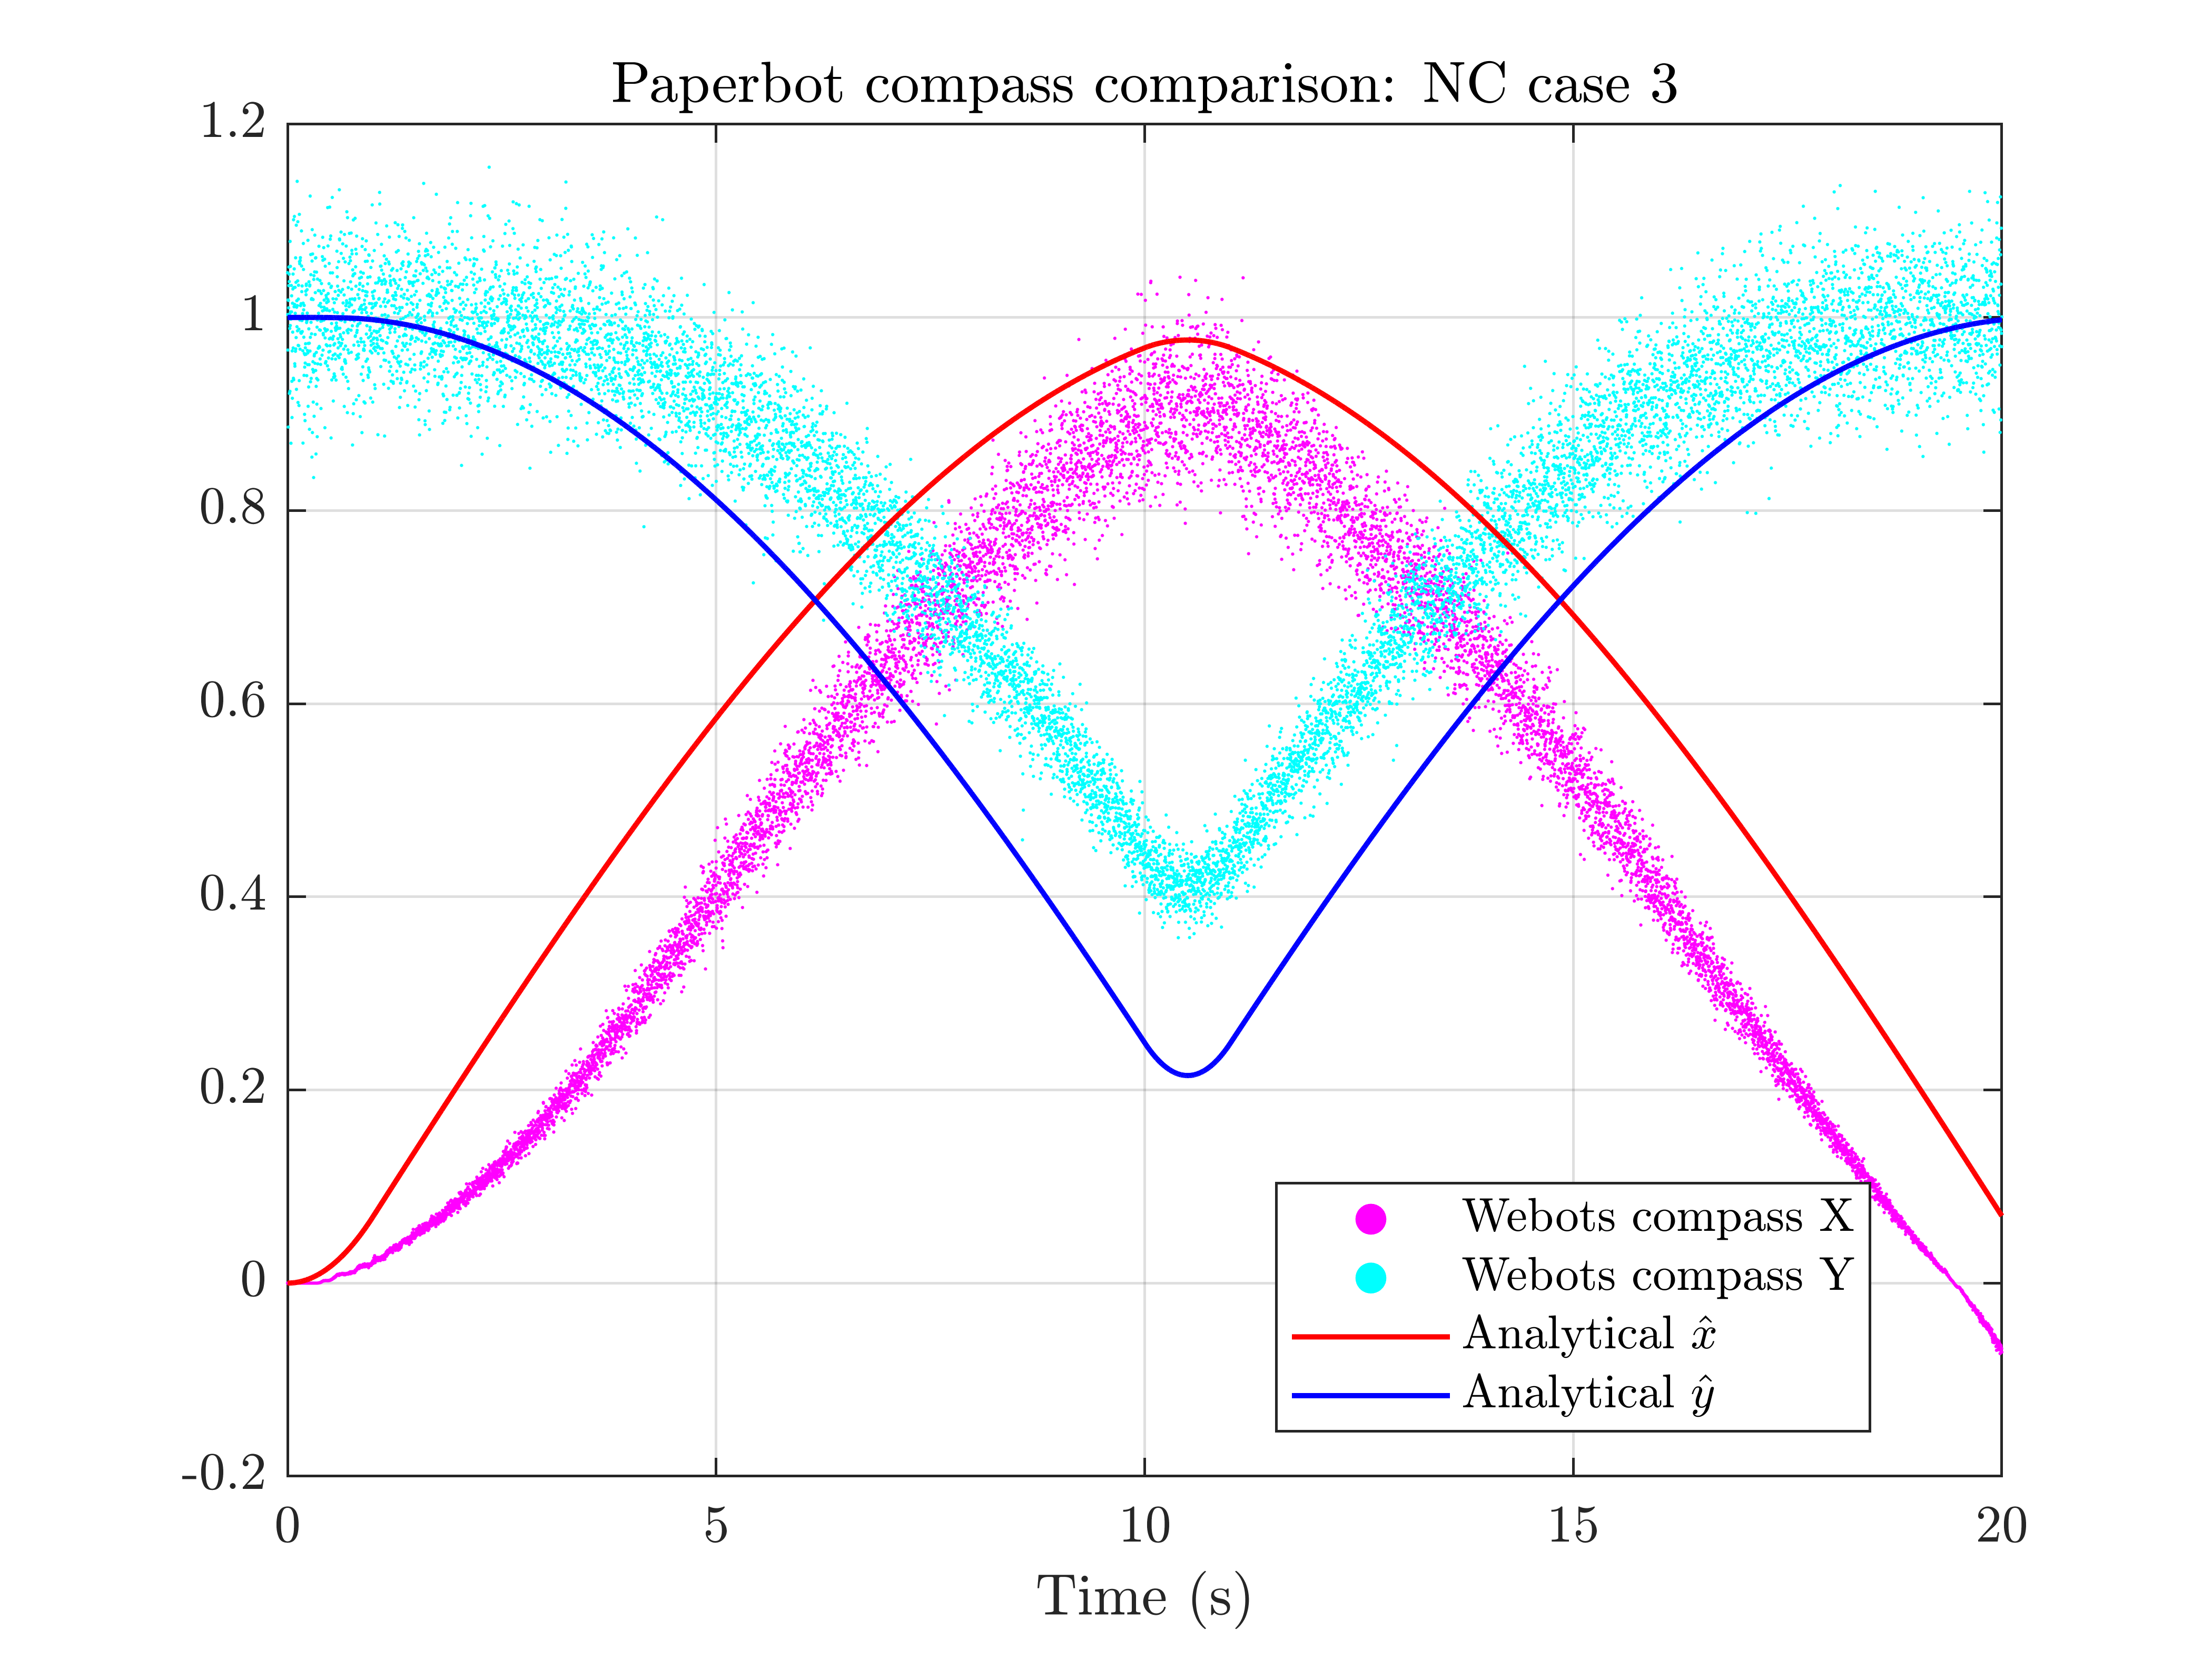 Paperbot compass comparison: NC case 3
1.2
1
0.8
0.6
0.4
0.2
0
-0.2
0 5 10 15 20
Time (s)
Webots compass X
Webots compass Y
Analytical x̂
Analytical ŷ